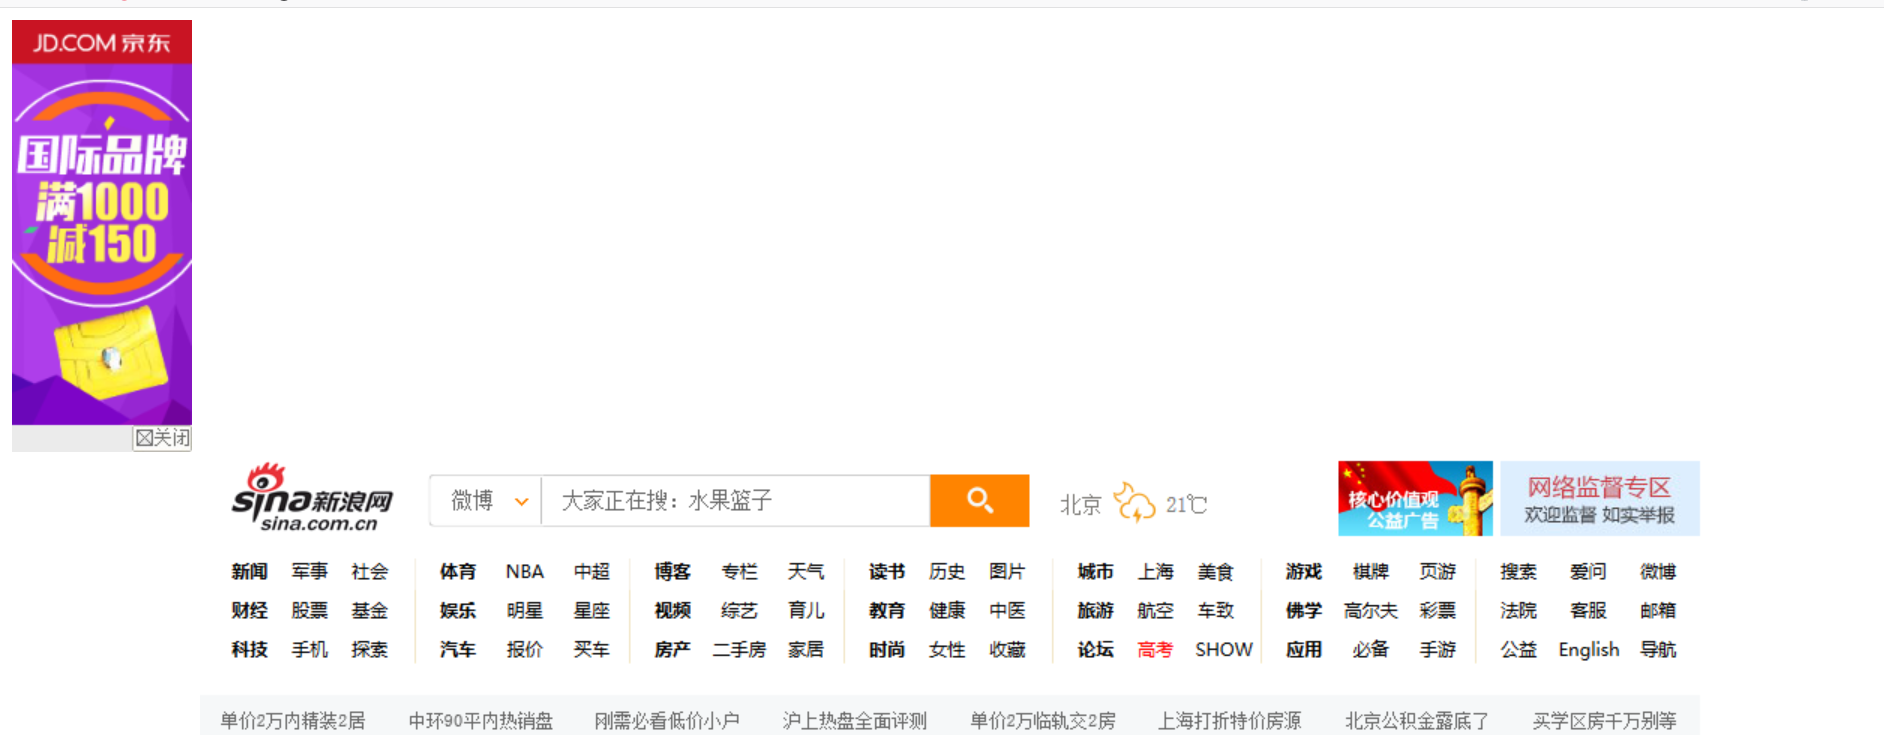 JD.COM 京东
国际品牌
满1000
减150
关闭
sina新浪网
sina.com.cn
微博
大家正在搜：水果篮子
北京 21℃
核心价值观
公益广告
网络监督专区
欢迎监督 如实举报
新闻 军事 社会 体育 NBA 中超 博客 专栏 天气 读书 历史 图片 城市 上海 美食 游戏 棋牌 页游 搜索 爱问 微博
财经 股票 基金 娱乐 明星 星座 视频 综艺 育儿 教育 健康 中医 旅游 航空 车致 佛学 高尔夫 彩票 法院 客服 邮箱
科技 手机 探索 汽车 报价 买车 房产 二手房 家居 时尚 女性 收藏 论坛 高考 SHOW 应用 必备 手游 公益 English 导航
单价2万内精装2居 中环90平内热销盘 刚需必看低价小户 沪上热盘全面评测 单价2万临轨交2房 上海打折特价房源 北京公积金露底了 买学区房千万别等